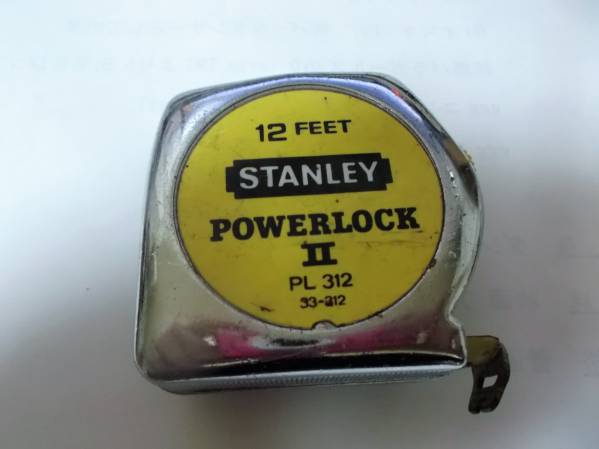 12 FEET
STANLEY
POWERLOCK
II
PL 312
33-312